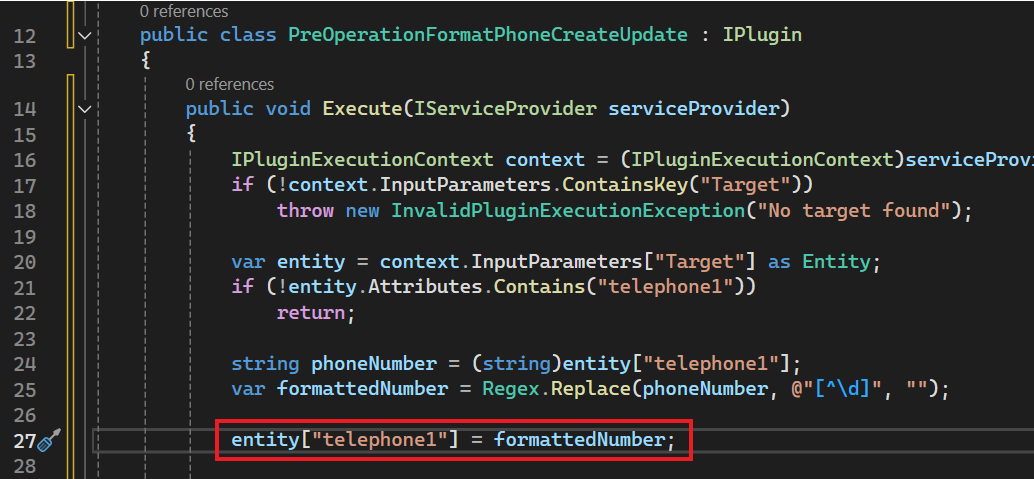 0 references
12 public class PreOperationFormatPhoneCreateUpdate : IPlugin
13 {
0 references
14 public void Execute(IServiceProvider serviceProvider)
15 {
16 IPluginExecutionContext context = (IPluginExecutionContext)serviceProvi
17 if (!context.InputParameters.ContainsKey("Target"))
18 throw new InvalidPluginExecutionException("No target found");
19
20 var entity = context.InputParameters["Target"] as Entity;
21 if (!entity.Attributes.Contains("telephone1"))
22 return;
23
24 string phoneNumber = (string)entity["telephone1"];
25 var formattedNumber = Regex.Replace(phoneNumber, @"[^\d]", "");
26
27 entity["telephone1"] = formattedNumber;
28